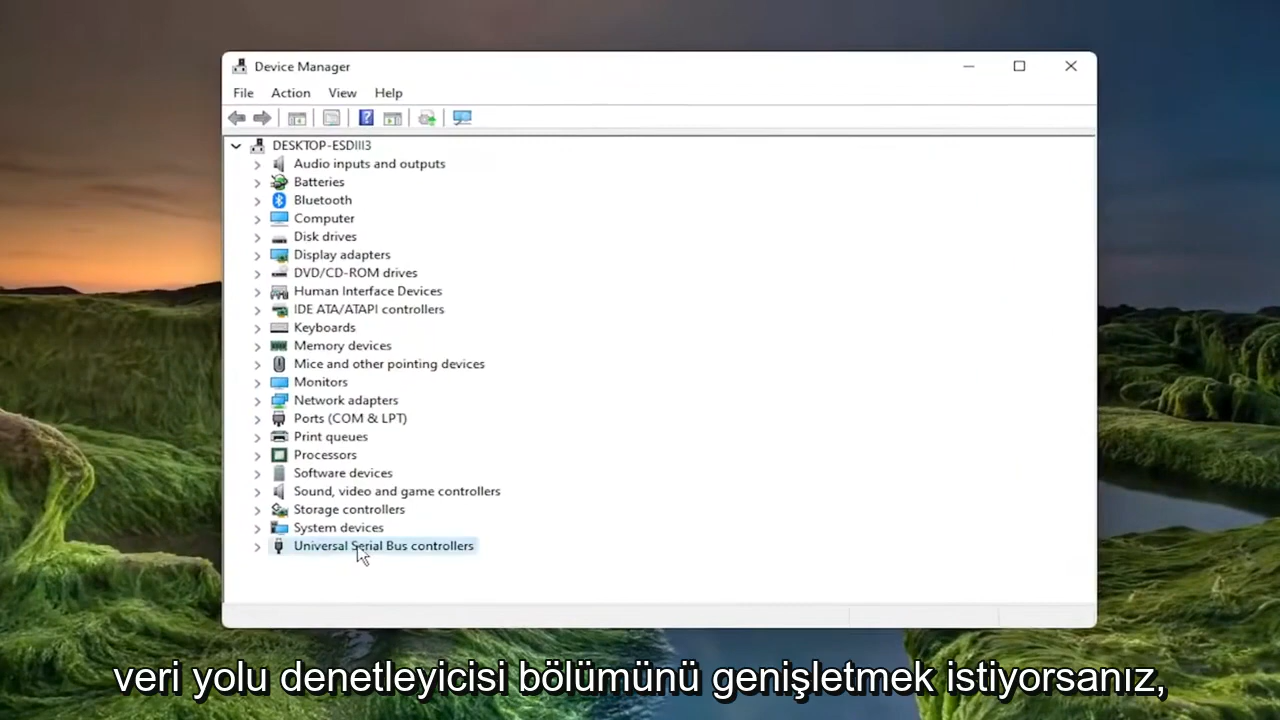 Device Manager
File Action View Help
DESKTOP-ESDIII3
Audio inputs and outputs
Batteries
Bluetooth
Computer
Disk drives
Display adapters
DVD/CD-ROM drives
Human Interface Devices
IDE ATA/ATAPI controllers
Keyboards
Memory devices
Mice and other pointing devices
Monitors
Network adapters
Ports (COM & LPT)
Print queues
Processors
Software devices
Sound, video and game controllers
Storage controllers
System devices
Universal Serial Bus controllers
veri yolu denetleyicisi bölümünü genişletmek istiyorsanız,